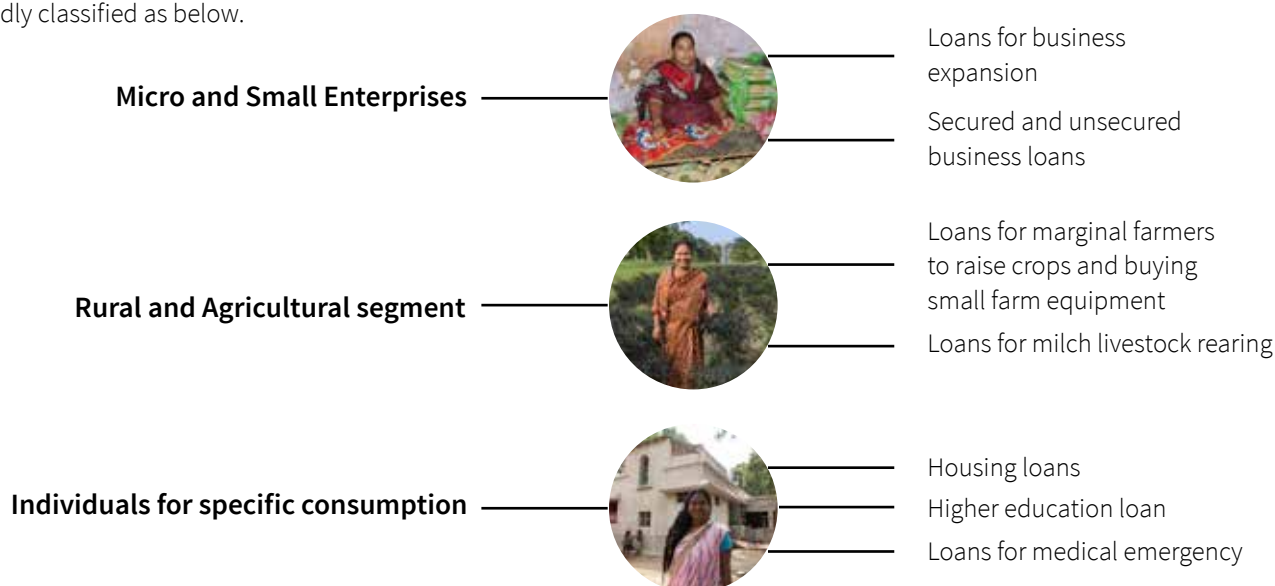 dly classified as below.
Micro and Small Enterprises
Loans for business
expansion
Secured and unsecured
business loans
Rural and Agricultural segment
Loans for marginal farmers
to raise crops and buying
small farm equipment
Loans for milch livestock rearing
Individuals for specific consumption
Housing loans
Higher education loan
Loans for medical emergency